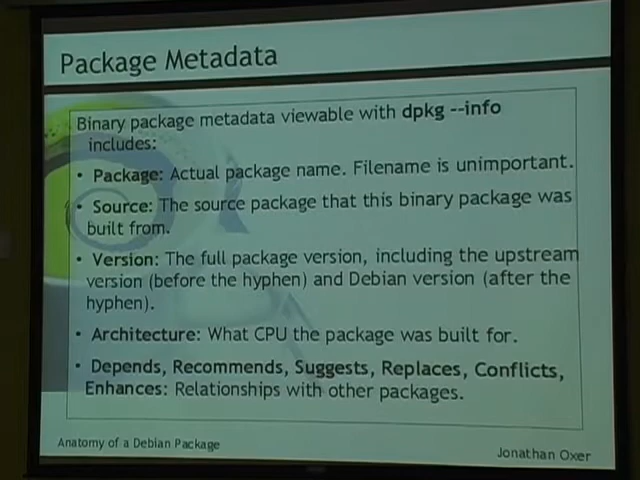 Package Metadata
Binary package metadata viewable with dpkg --info
includes:
• Package: Actual package name. Filename is unimportant.
• Source: The source package that this binary package was
built from.
• Version: The full package version, including the upstream
version (before the hyphen) and Debian version (after the
hyphen).
• Architecture: What CPU the package was built for.
• Depends, Recommends, Suggests, Replaces, Conflicts,
Enhances: Relationships with other packages.
Anatomy of a Debian Package
Jonathan Oxer